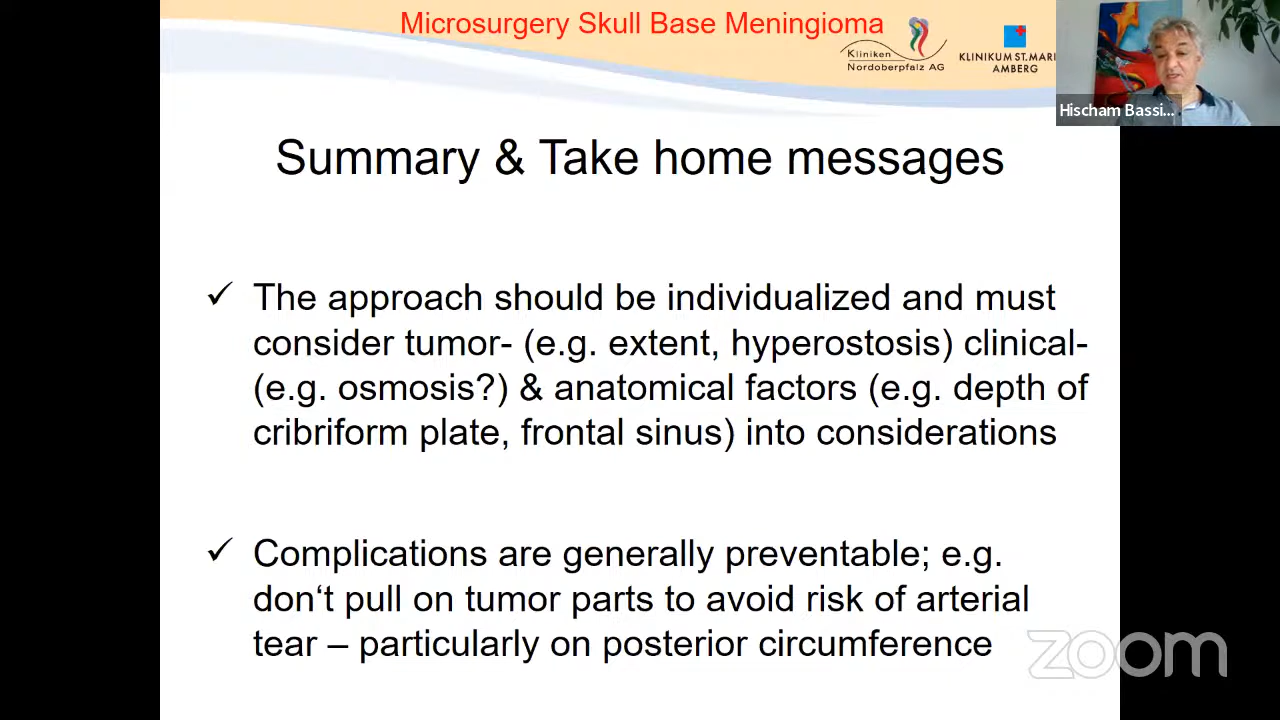 Microsurgery Skull Base Meningioma
Kliniken
Nordoberpfalz AG
KLINIKUM ST.MARI
AMBERG
Hischam Bassi...
Summary & Take home messages
✓ The approach should be individualized and must
consider tumor- (e.g. extent, hyperostosis) clinical-
(e.g. osmosis?) & anatomical factors (e.g. depth of
cribriform plate, frontal sinus) into considerations
✓ Complications are generally preventable; e.g.
don‘t pull on tumor parts to avoid risk of arterial
tear – particularly on posterior circumference
zoom